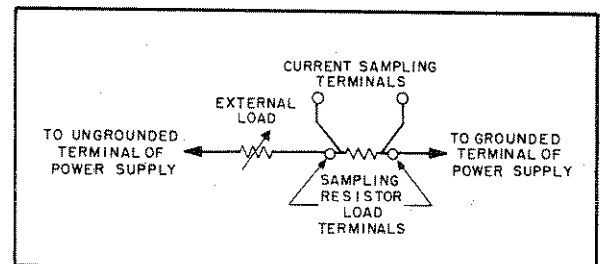 CURRENT SAMPLING
TERMINALS
EXTERNAL
LOAD
TO UNGROUNDED
TERMINAL OF
POWER SUPPLY
TO GROUNDED
TERMINAL OF
POWER SUPPLY
SAMPLING
RESISTOR
LOAD
TERMINALS